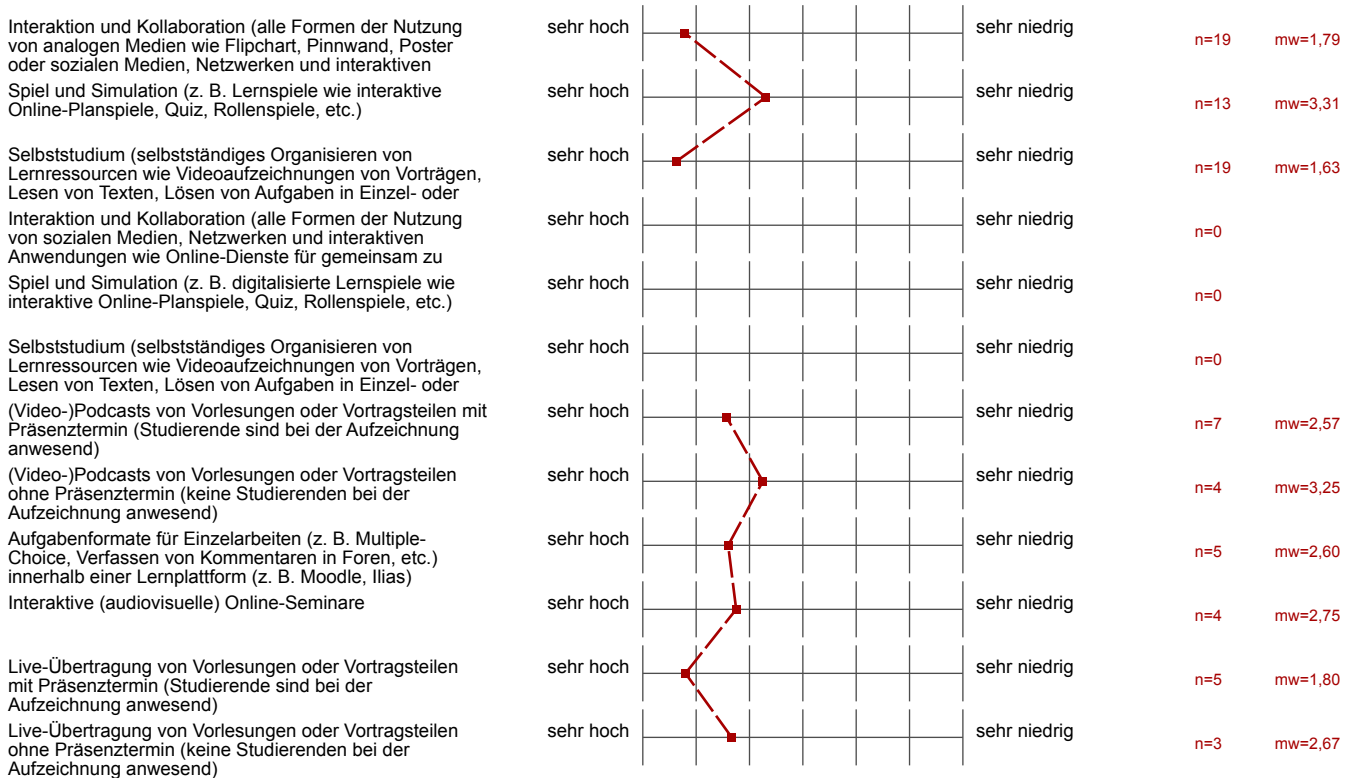 Interaktion und Kollaboration (alle Formen der Nutzung
von analogen Medien wie Flipchart, Pinnwand, Poster
oder sozialen Medien, Netzwerken und interaktiven
sehr hoch
sehr niedrig
n=19
mw=1,79
Spiel und Simulation (z. B. Lernspiele wie interaktive
Online-Planspiele, Quiz, Rollenspiele, etc.)
sehr hoch
sehr niedrig
n=13
mw=3,31
Selbststudium (selbstständiges Organisieren von
Lernressourcen wie Videoaufzeichnungen von Vorträgen,
Lesen von Texten, Lösen von Aufgaben in Einzel- oder
sehr hoch
sehr niedrig
n=19
mw=1,63
Interaktion und Kollaboration (alle Formen der Nutzung
von sozialen Medien, Netzwerken und interaktiven
Anwendungen wie Online-Dienste für gemeinsam zu
sehr hoch
sehr niedrig
n=0
Spiel und Simulation (z. B. digitalisierte Lernspiele wie
interaktive Online-Planspiele, Quiz, Rollenspiele, etc.)
sehr hoch
sehr niedrig
n=0
Selbststudium (selbstständiges Organisieren von
Lernressourcen wie Videoaufzeichnungen von Vorträgen,
Lesen von Texten, Lösen von Aufgaben in Einzel- oder
sehr hoch
sehr niedrig
n=0
(Video-)Podcasts von Vorlesungen oder Vortragsteilen mit
Präsenztermin (Studierende sind bei der Aufzeichnung
anwesend)
sehr hoch
sehr niedrig
n=7
mw=2,57
(Video-)Podcasts von Vorlesungen oder Vortragsteilen
ohne Präsenztermin (keine Studierenden bei der
Aufzeichnung anwesend)
sehr hoch
sehr niedrig
n=4
mw=3,25
Aufgabenformate für Einzelarbeiten (z. B. Multiple-
Choice, Verfassen von Kommentaren in Foren, etc.)
innerhalb einer Lernplattform (z. B. Moodle, Ilias)
sehr hoch
sehr niedrig
n=5
mw=2,60
Interaktive (audiovisuelle) Online-Seminare
sehr hoch
sehr niedrig
n=4
mw=2,75
Live-Übertragung von Vorlesungen oder Vortragsteilen
mit Präsenztermin (Studierende sind bei der
Aufzeichnung anwesend)
sehr hoch
sehr niedrig
n=5
mw=1,80
Live-Übertragung von Vorlesungen oder Vortragsteilen
ohne Präsenztermin (keine Studierenden bei der
Aufzeichnung anwesend)
sehr hoch
sehr niedrig
n=3
mw=2,67